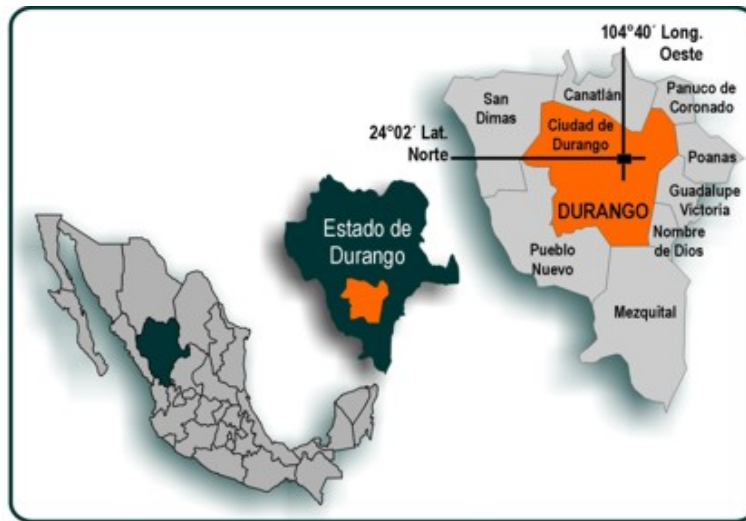 104°40´ Long.
Oeste
Canatlán
Panuco de
Coronado
San
Dimas
24°02´ Lat.
Norte
Ciudad de
Durango
Poanas
Guadalupe
Victoria
DURANGO
Nombre
de Dios
Estado de
Durango
Pueblo
Nuevo
Mezquital